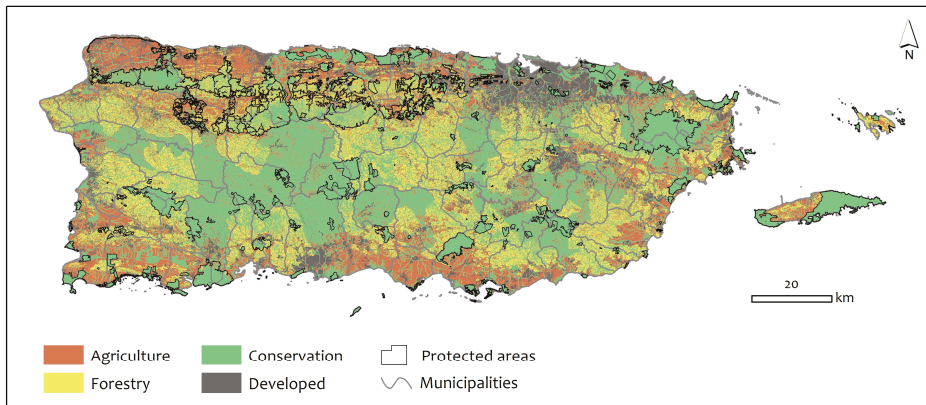 N
20
km
Agriculture Conservation Protected areas
Forestry Developed Municipalities